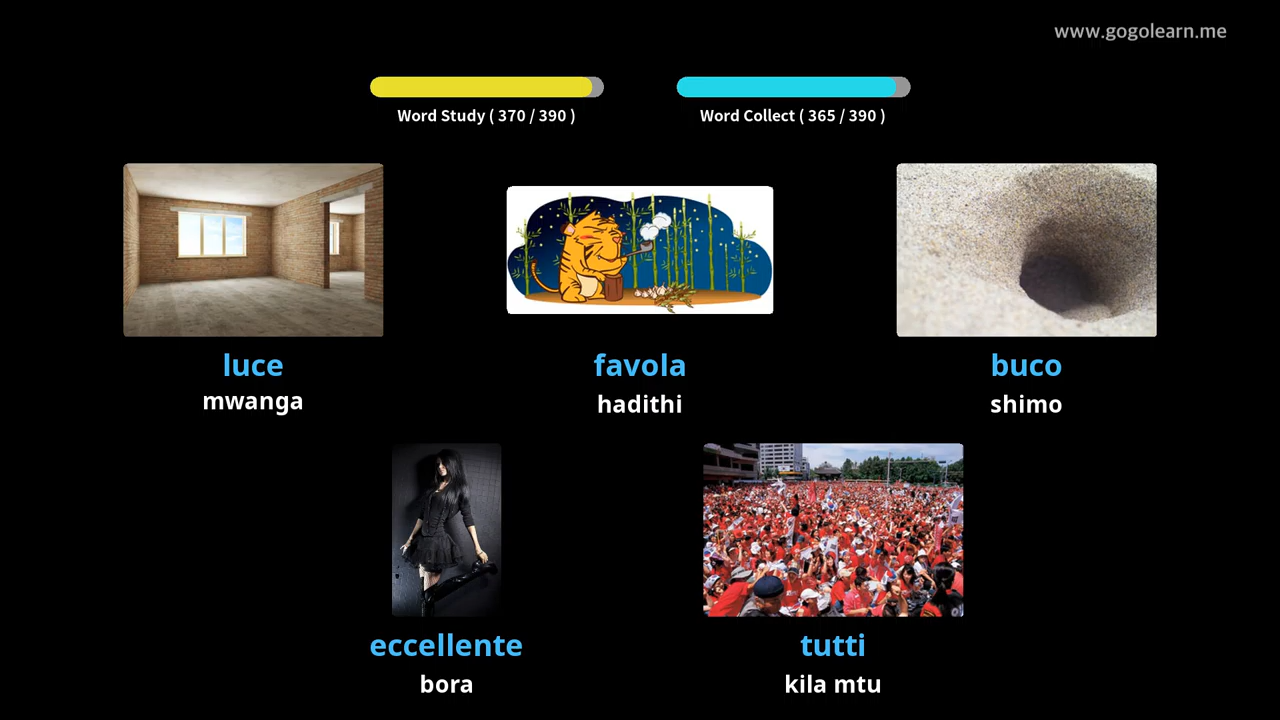 www.gogolearn.me
Word Study ( 370 / 390 )
Word Collect ( 365 / 390 )
luce
mwanga
favola
hadithi
buco
shimo
eccellente
bora
tutti
kila mtu